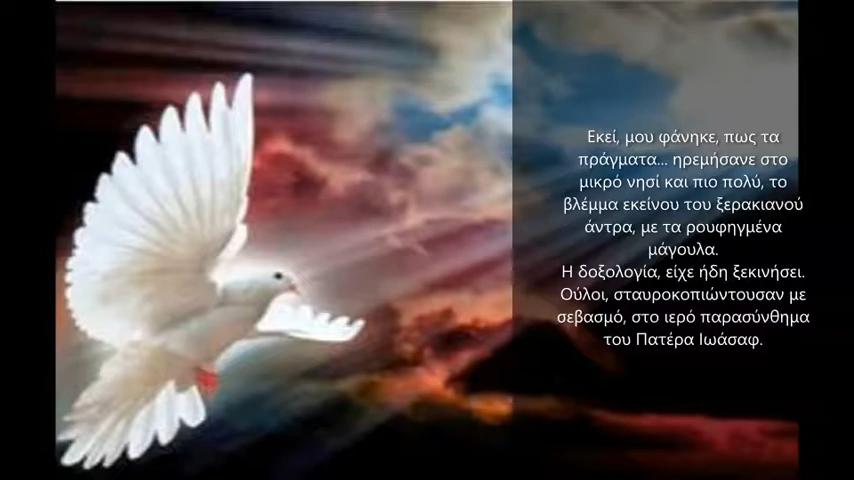 Εκεί, μου φάνηκε, πως τα
πράγματα... ηρεμήσανε στο
μικρό νησί και πιο πολύ, το
βλέμμα εκείνου του ξερακιανού
άντρα, με τα ρουφηγμένα
μάγουλα.
Η δοξολογία, είχε ήδη ξεκινήσει.
Ούλοι, σταυροκοπιώντουσαν με
σεβασμό, στο ιερό παρασύνθημα
του Πατέρα Ιωάσαφ.